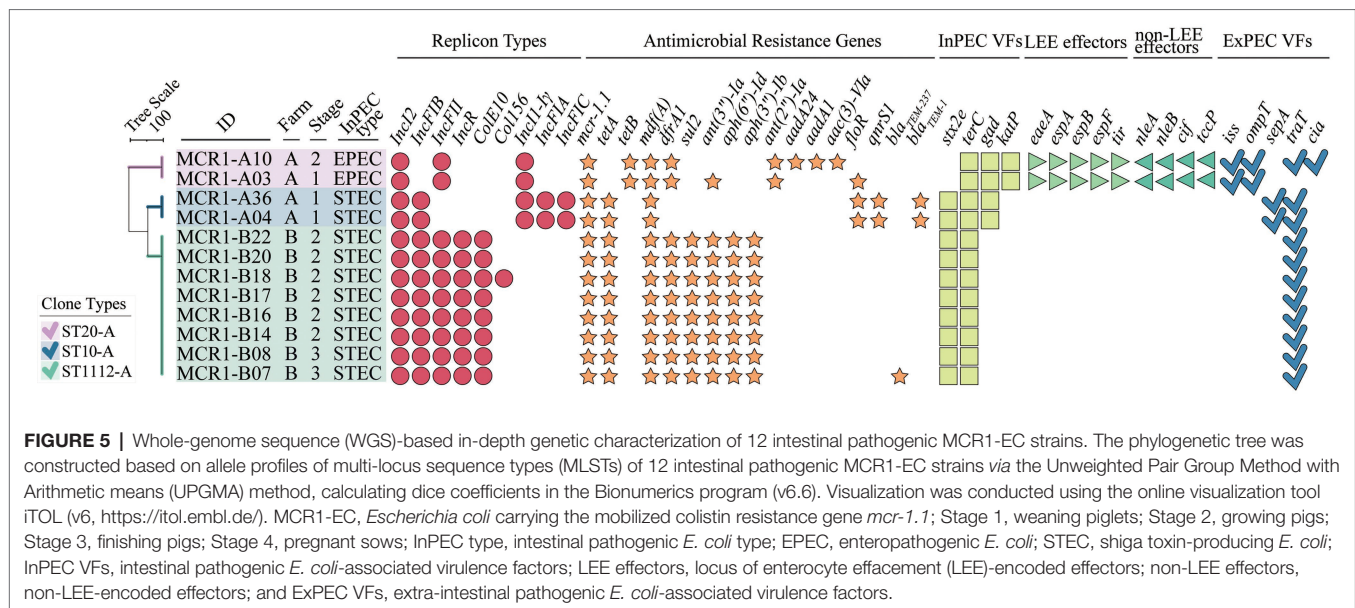 Replicon Types Antimicrobial Resistance Genes InPEC VFs LEE effectors non-LEE effectors ExPEC VFs
Tree Scale
100
ID Farm Stage InPEC type
IncI2 IncFIB IncFII IncR ColE10 Col156 IncI1-Iγ IncFIA IncFIC mcr-1.1 tetA tetB mdf(A) dfrA1 sul2 ant(3″)-Ia aph(6″)-Id aph(3″)-Ib ant(2″)-Ia aadA24 aadA1 aac(3)-VIa floR qnrS1 blaTEM-237 blaTEM-1 stx2e terC gad katP eaeA espA espB espF tir nleA nleB cif tccP iss ompT sepA traT cia
MCR1-A10 A 2 EPEC
MCR1-A03 A 1 EPEC
MCR1-A36 A 1 STEC
MCR1-A04 A 1 STEC
MCR1-B22 B 2 STEC
MCR1-B20 B 2 STEC
MCR1-B18 B 2 STEC
MCR1-B17 B 2 STEC
MCR1-B16 B 2 STEC
MCR1-B14 B 2 STEC
MCR1-B08 B 3 STEC
MCR1-B07 B 3 STEC
Clone Types
ST20-A
ST10-A
ST1112-A
FIGURE 5 | Whole-genome sequence (WGS)-based in-depth genetic characterization of 12 intestinal pathogenic MCR1-EC strains. The phylogenetic tree was
constructed based on allele profiles of multi-locus sequence types (MLSTs) of 12 intestinal pathogenic MCR1-EC strains via the Unweighted Pair Group Method with
Arithmetic means (UPGMA) method, calculating dice coefficients in the Bionumerics program (v6.6). Visualization was conducted using the online visualization tool
iTOL (v6, https://itol.embl.de/). MCR1-EC, Escherichia coli carrying the mobilized colistin resistance gene mcr-1.1; Stage 1, weaning piglets; Stage 2, growing pigs;
Stage 3, finishing pigs; Stage 4, pregnant sows; InPEC type, intestinal pathogenic E. coli type; EPEC, enteropathogenic E. coli; STEC, shiga toxin-producing E. coli;
InPEC VFs, intestinal pathogenic E. coli-associated virulence factors; LEE effectors, locus of enterocyte effacement (LEE)-encoded effectors; non-LEE effectors,
non-LEE-encoded effectors; and ExPEC VFs, extra-intestinal pathogenic E. coli-associated virulence factors.